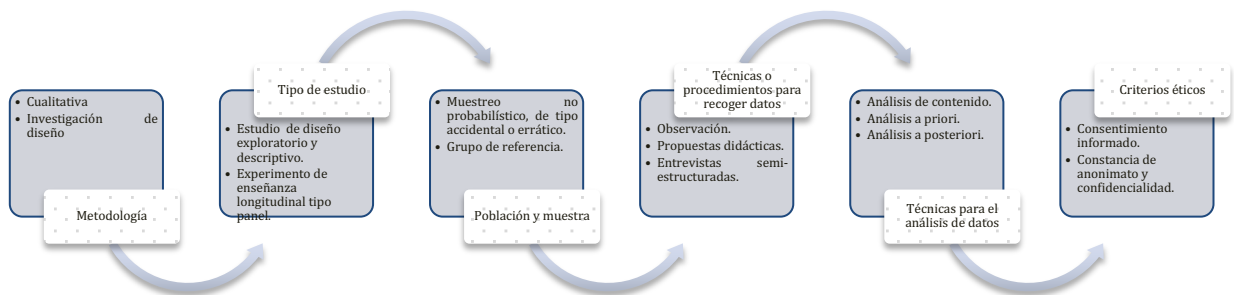 • Cualitativa
• Investigación de
diseño
Metodología
Tipo de estudio
• Estudio de diseño
exploratorio y
descriptivo.
• Experimento de
enseñanza
longitudinal tipo
panel.
• Muestreo no
probabilístico, de tipo
accidental o errático.
• Grupo de referencia.
Población y muestra
Técnicas o
procedimientos para
recoger datos
• Observación.
• Propuestas didácticas.
• Entrevistas semi-
estructuradas.
• Análisis de contenido.
• Análisis a priori.
• Análisis a posteriori.
Técnicas para el
análisis de datos
Criterios éticos
• Consentimiento
informado.
• Constancia de
anonimato y
confidencialidad.